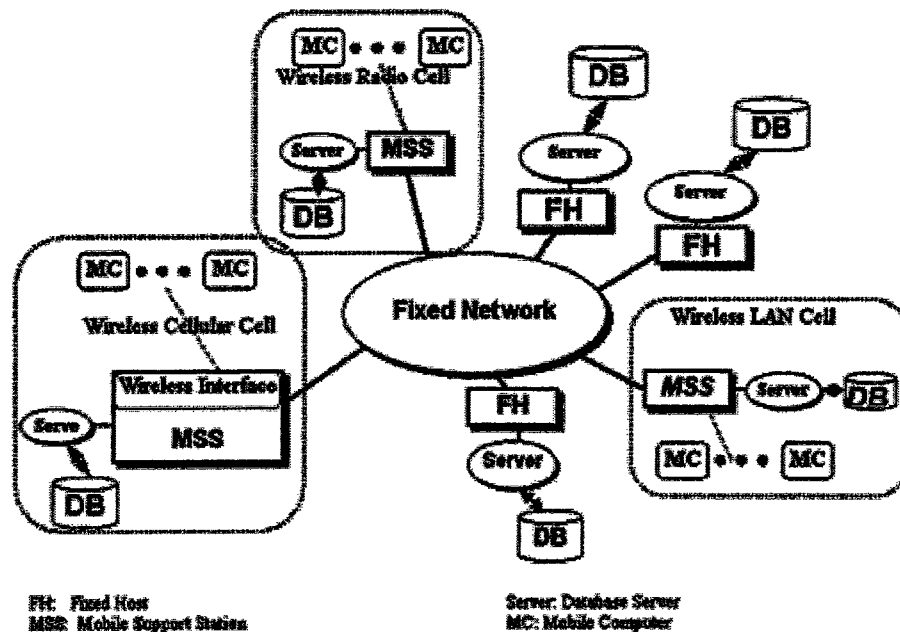 MC MC
Wireless Radio Cell
Server MSS
DB
DB
Server
FH
DB
Server
FH
MC MC
Wireless Cellular Cell
Wireless Interface
MSS
Serve
DB
Fixed Network
Wireless LAN Cell
MSS Server DB
MC MC
FH
Server
DB
FH: Fixed Host
MSS: Mobile Support Station
Server: Database Server
MC: Mobile Computer